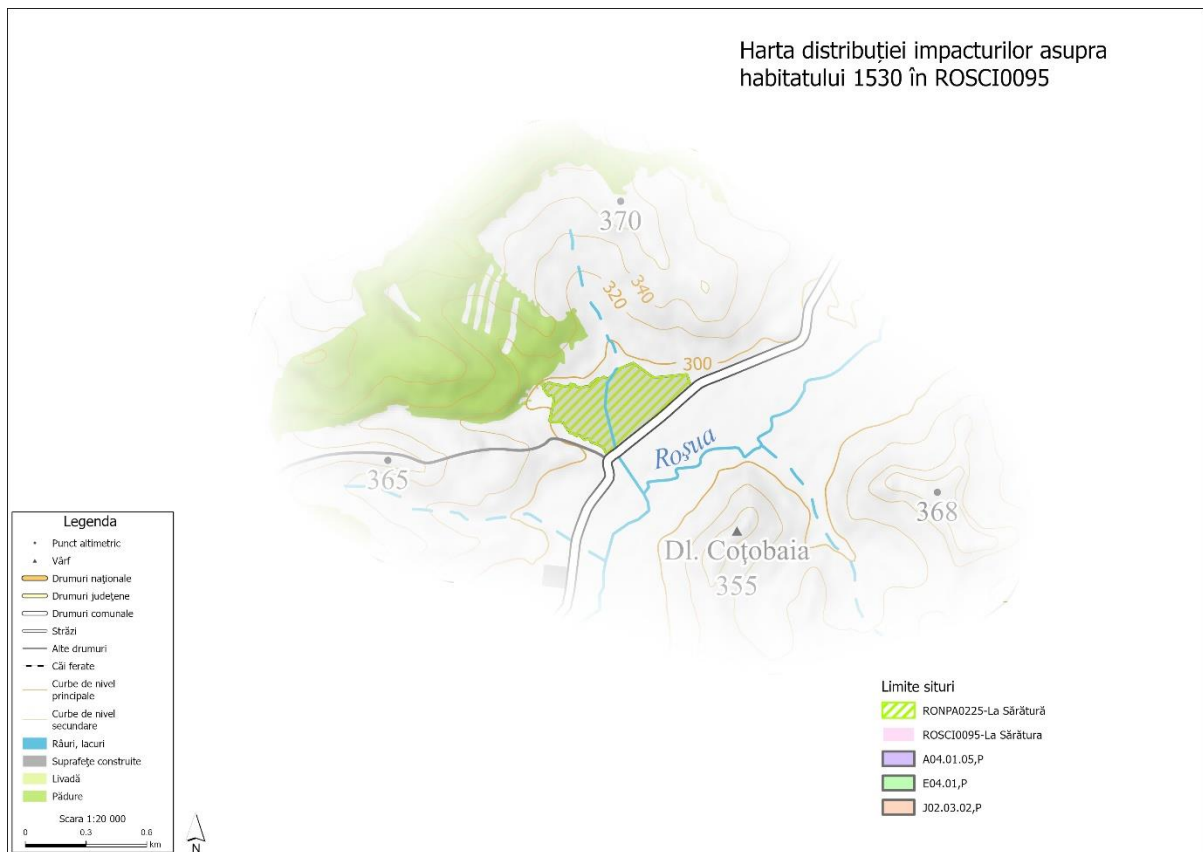 Harta distribuției impacturilor asupra
habitatului 1530 în ROSCI0095
370
340
320
300
Roșua
365
368
Dl. Coțobaia
355
Legenda
Punct altimetric
Vârf
Drumuri naționale
Drumuri județene
Drumuri comunale
Străzi
Alte drumuri
Căi ferate
Curbe de nivel
principale
Curbe de nivel
secundare
Râuri, lacuri
Suprafețe construite
Livadă
Pădure
Scara 1:20 000
0 0.3 0.6
km
N
Limite situri
RONPA0225-La Sărătură
ROSCI0095-La Sărătura
A04.01.05,P
E04.01,P
J02.03.02,P